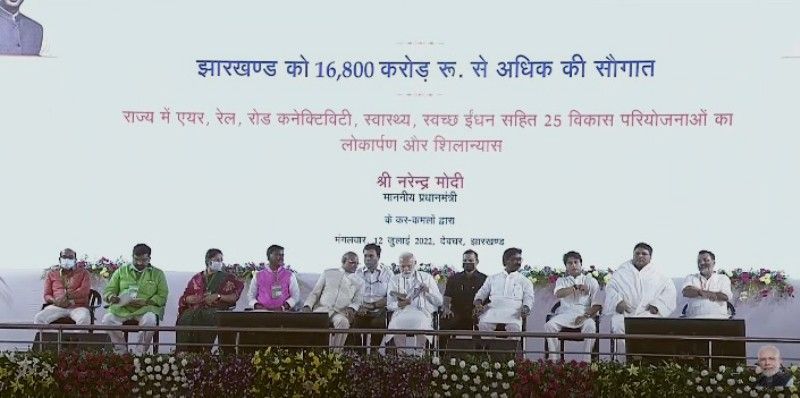 झारखण्ड को 16,800 करोड़ रू. से अधिक की सौगात
राज्य में एयर, रेल, रोड कनेक्टिविटी, स्वास्थ्य, स्वच्छ ईंधन सहित 25 विकास परियोजनाओं का
लोकार्पण और शिलान्यास
श्री नरेन्द्र मोदी
माननीय प्रधानमंत्री
के कर-कमलों द्वारा
मंगलवार, 12 जुलाई 2022, देवघर, झारखण्ड